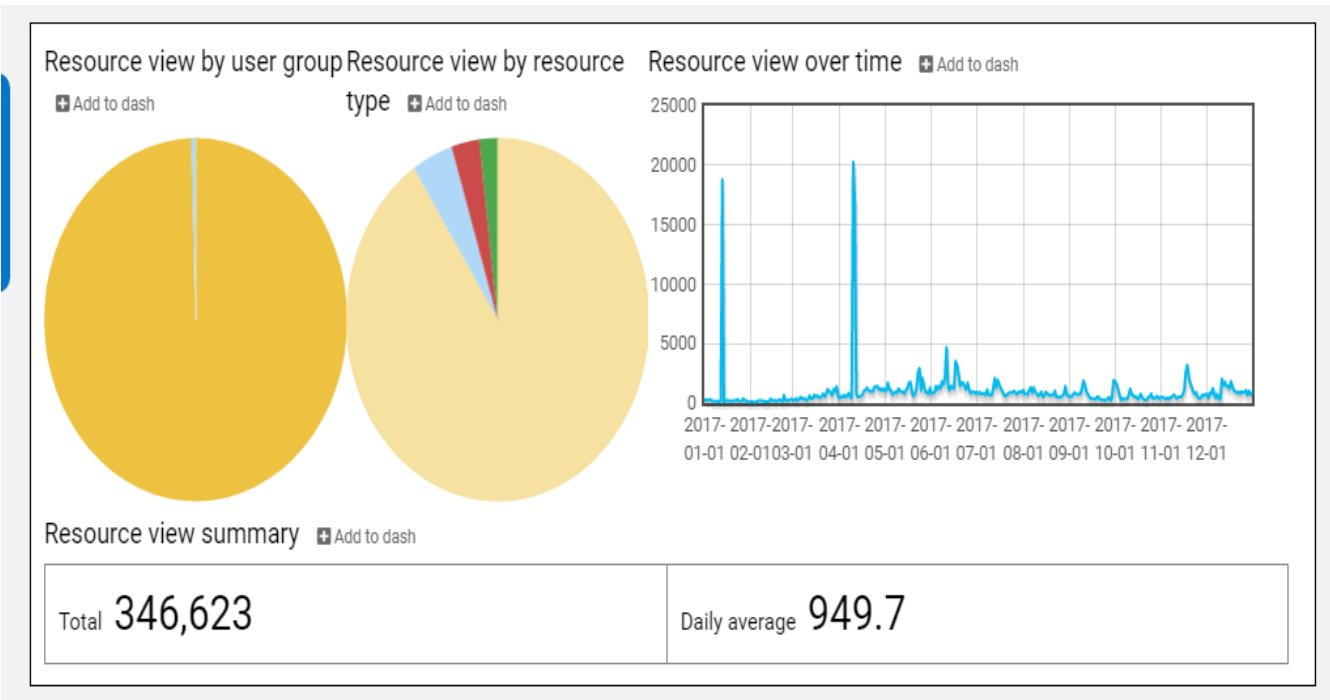 Resource view by user group
Add to dash
Resource view by resource
type Add to dash
Resource view over time Add to dash
25000
20000
15000
10000
5000
0
2017- 2017-2017- 2017- 2017- 2017- 2017- 2017- 2017- 2017- 2017- 2017-
01-01 02-0103-01 04-01 05-01 06-01 07-01 08-01 09-01 10-01 11-01 12-01
Resource view summary Add to dash
Total 346,623
Daily average 949.7